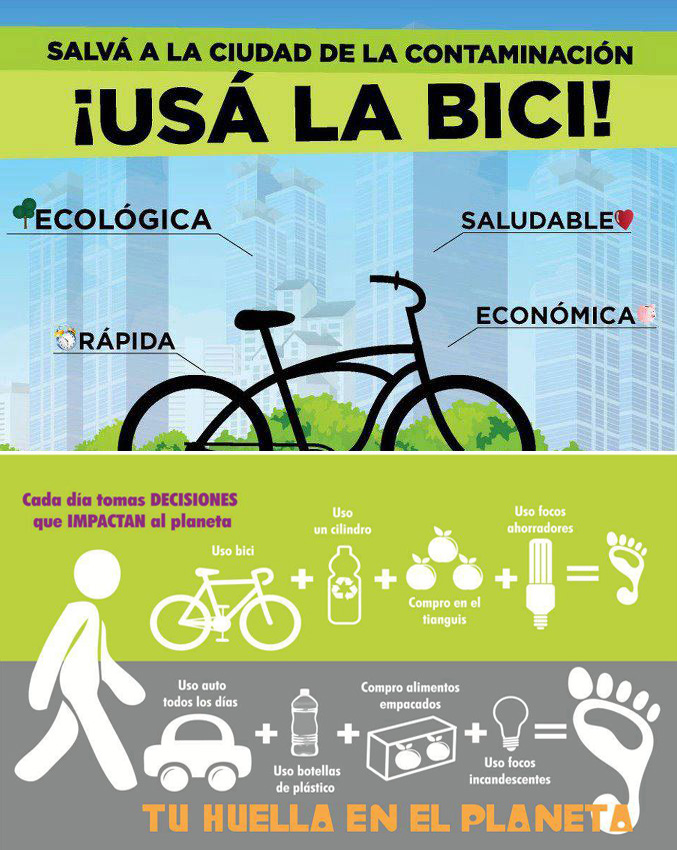 SALVÁ A LA CIUDAD DE LA CONTAMINACIÓN
¡USÁ LA BICI!
ECOLÓGICA
SALUDABLE
RÁPIDA
ECONÓMICA
Cada día tomas DECISIONES
que IMPACTAN al planeta
Uso bici
Uso
un cilindro
Compro en el
tianguis
Uso focos
ahorradores
Uso auto
todos los días
Uso botellas
de plástico
Compro alimentos
empacados
Uso focos
incandescentes
TU HUELLA EN EL PLANETA